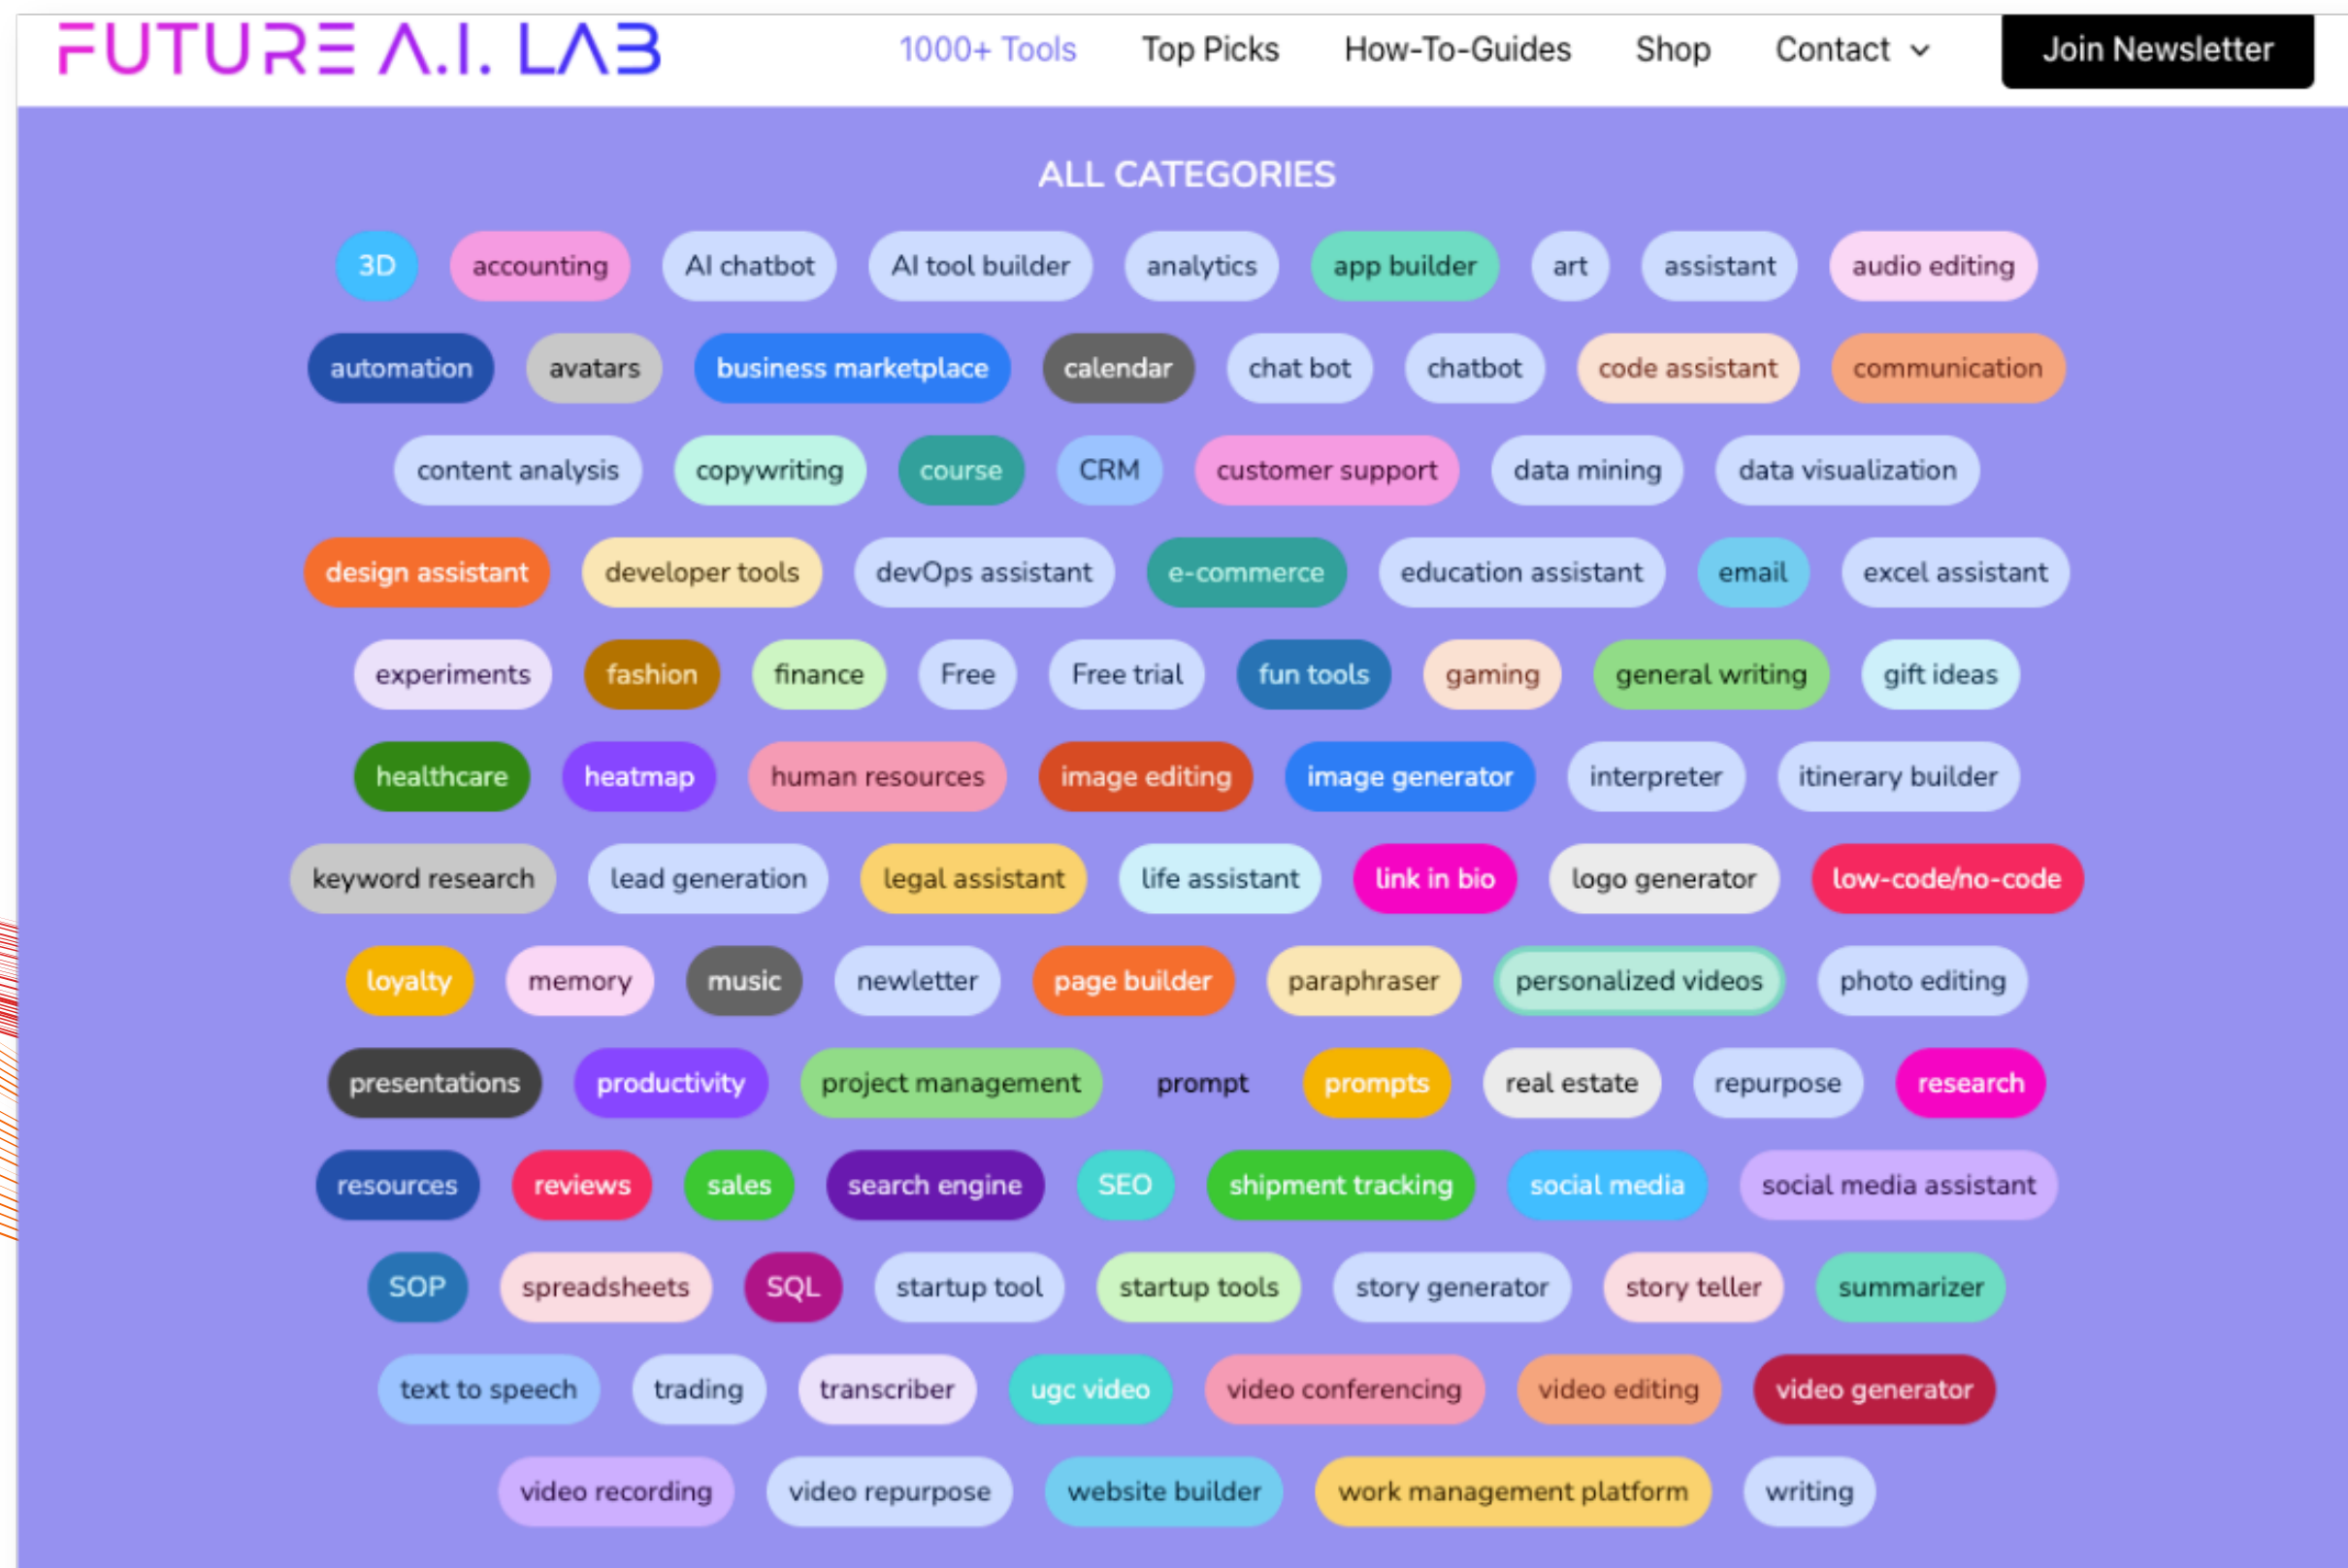 FUTURE A.I. LAB 1000+ Tools Top Picks How-To-Guides Shop Contact Join Newsletter
ALL CATEGORIES
3D accounting AI chatbot AI tool builder analytics app builder art assistant audio editing
automation avatars business marketplace calendar chat bot chatbot code assistant communication
content analysis copywriting course CRM customer support data mining data visualization
design assistant developer tools devOps assistant e-commerce education assistant email excel assistant
experiments fashion finance Free Free trial fun tools gaming general writing gift ideas
healthcare heatmap human resources image editing image generator interpreter itinerary builder
keyword research lead generation legal assistant life assistant link in bio logo generator low-code/no-code
loyalty memory music newletter page builder paraphraser personalized videos photo editing
presentations productivity project management prompt prompts real estate repurpose research
resources reviews sales search engine SEO shipment tracking social media social media assistant
SOP spreadsheets SQL startup tool startup tools story generator story teller summarizer
text to speech trading transcriber ugc video video conferencing video editing video generator
video recording video repurpose website builder work management platform writing